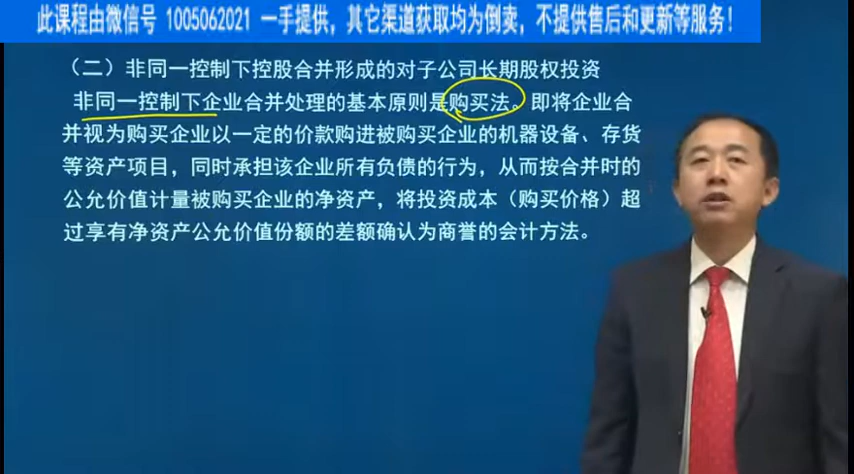 此课程由微信号 1005062021 一手提供，其它渠道获取均为倒卖，不提供售后和更新等服务！
（二）非同一控制下控股合并形成的对子公司长期股权投资
非同一控制下企业合并处理的基本原则是购买法。即将企业合
并视为购买企业以一定的价款购进被购买企业的机器设备、存货
等资产项目，同时承担该企业所有负债的行为，从而按合并时的
公允价值计量被购买企业的净资产，将投资成本（购买价格）超
过享有净资产公允价值份额的差额确认为商誉的会计方法。